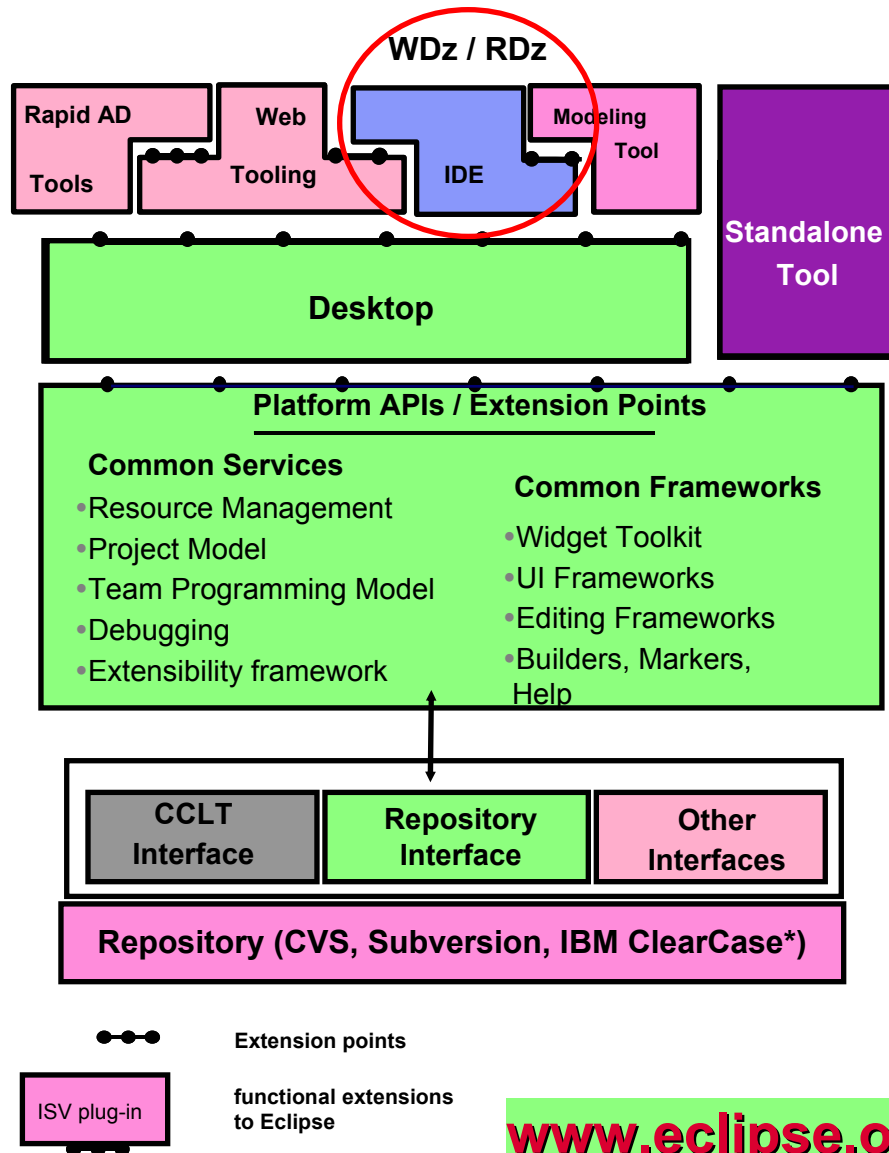 WDz / RDz
Rapid AD
Tools
Web
Tooling
IDE
Modeling
Tool
Standalone
Tool
Desktop
Platform APIs / Extension Points
Common Services
•Resource Management
•Project Model
•Team Programming Model
•Debugging
•Extensibility framework
Common Frameworks
•Widget Toolkit
•UI Frameworks
•Editing Frameworks
•Builders, Markers,
Help
CCLT
Interface
Repository
Interface
Other
Interfaces
Repository (CVS, Subversion, IBM ClearCase*)
Extension points
ISV plug-in
functional extensions
to Eclipse
www.eclipse.o